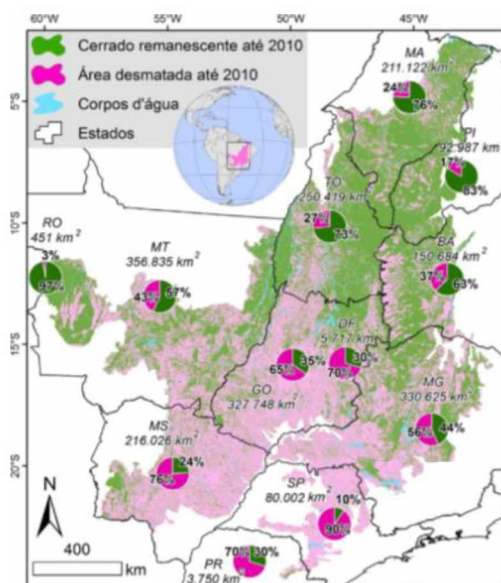 60°W
55°W
50°W
45°W
Cerrado remanescente até 2010
Área desmatada até 2010
Corpos d'água
Estados
MA
211.122 km²
24%
76%
5°S
PI
92.987 km²
17%
83%
TO
250.419 km²
27%
73%
10°S
RO
451 km²
3%
97%
MT
356.835 km²
43%
57%
BA
150.684 km²
37%
63%
15°S
DF
5.717 km²
30%
70%
65%
35%
GO
327 748 km²
MG
330.625 km²
56%
44%
MS
216.026 km²
24%
76%
20°S
SP
80.002 km²
10%
90%
N
400
km
70%
30%
PR
3.750 km²